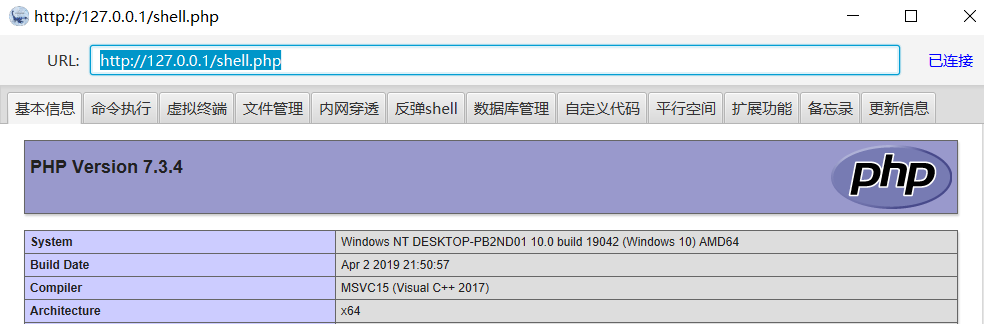 http://127.0.0.1/shell.php
URL: http://127.0.0.1/shell.php 已连接
基本信息 命令执行 虚拟终端 文件管理 内网穿透 反弹shell 数据库管理 自定义代码 平行空间 扩展功能 备忘录 更新信息
PHP Version 7.3.4 php
System Windows NT DESKTOP-PB2ND01 10.0 build 19042 (Windows 10) AMD64
Build Date Apr 2 2019 21:50:57
Compiler MSVC15 (Visual C++ 2017)
Architecture x64